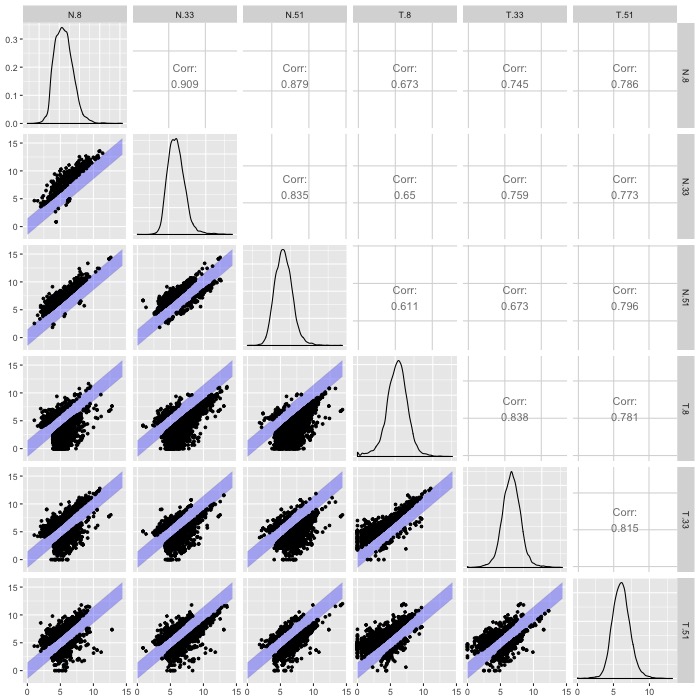 N.8 N.33 N.51 T.8 T.33 T.51
0.3
0.2
0.1
0.0
Corr:
0.909
Corr:
0.879
Corr:
0.673
Corr:
0.745
Corr:
0.786
N.8
15
10
5
0
Corr:
0.835
Corr:
0.65
Corr:
0.759
Corr:
0.773
N.33
15
10
5
0
Corr:
0.611
Corr:
0.673
Corr:
0.796
N.51
15
10
5
0
Corr:
0.838
Corr:
0.781
T.8
15
10
5
0
Corr:
0.815
T.33
15
10
5
0
T.51
0 5 10 15 0 5 10 15 0 5 10 15 0 5 10 15 0 5 10 15 0 5 10